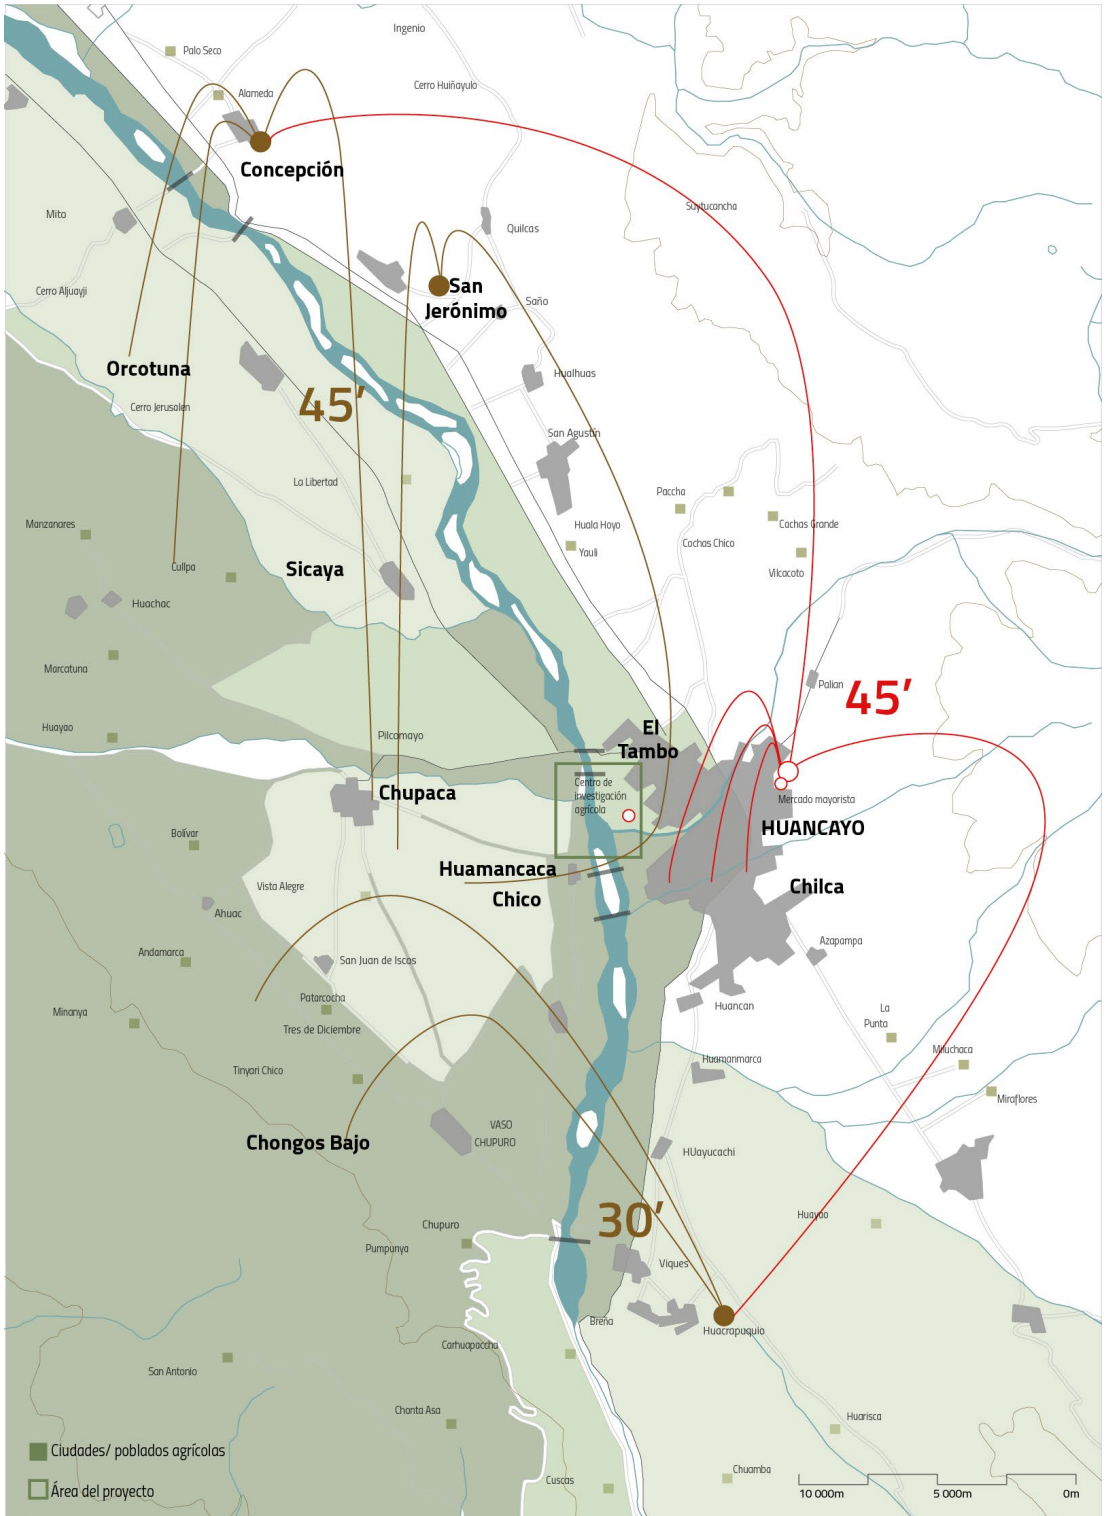 Ingenio
Palo Seco
Cerro Huiñayulo
Alameda
Concepción
Suytucancha
Mito
Quilcas
San
Jerónimo
Cerro Aljuayji
Saño
Orcotuna
Hualhuas
45'
Cerro Jerusalen
San Agustín
La Libertad
Paccha
Manzanares
Huala Hoyo
Cochas Grande
Yauli
Cochas Chico
Cullpa
Sicaya
Vilcacoto
Huachac
Marcatuna
Palian
45'
Huayao
Pilcomayo
El
Tambo
Centro de
investigación
agrícola
Chupaca
Mercado mayorista
HUANCAYO
Bolívar
Huamancaca
Chico
Chilca
Vista Alegre
Ahuac
Azapampa
Andamarca
San Juan de Iscos
Minanya
Patarcocha
Tres de Diciembre
Huancan
La
Punta
Tinyari Chico
Huamanmarca
Miluchaca
Miraflores
VASO
CHUPURO
Chongos Bajo
HUayucachi
30'
Huayao
Chupuro
Pumpunya
Viques
Breña
Huacrapuquio
Carhuapaccha
San Antonio
Chonta Asa
Huarisca
Ciudades/ poblados agrícolas
Chuamba
Cuscas
Área del proyecto
10 000m
5 000m
0m